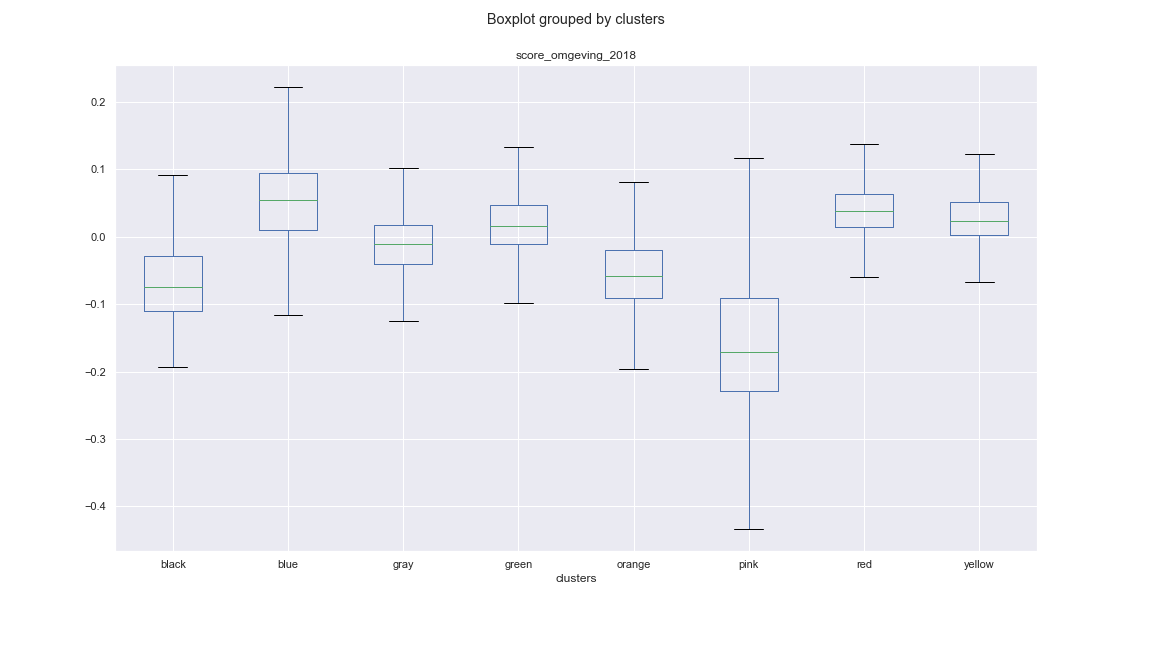 Boxplot grouped by clusters
score_omgeving_2018
0.2
0.1
0.0
−0.1
−0.2
−0.3
−0.4
black blue gray green orange pink red yellow
clusters